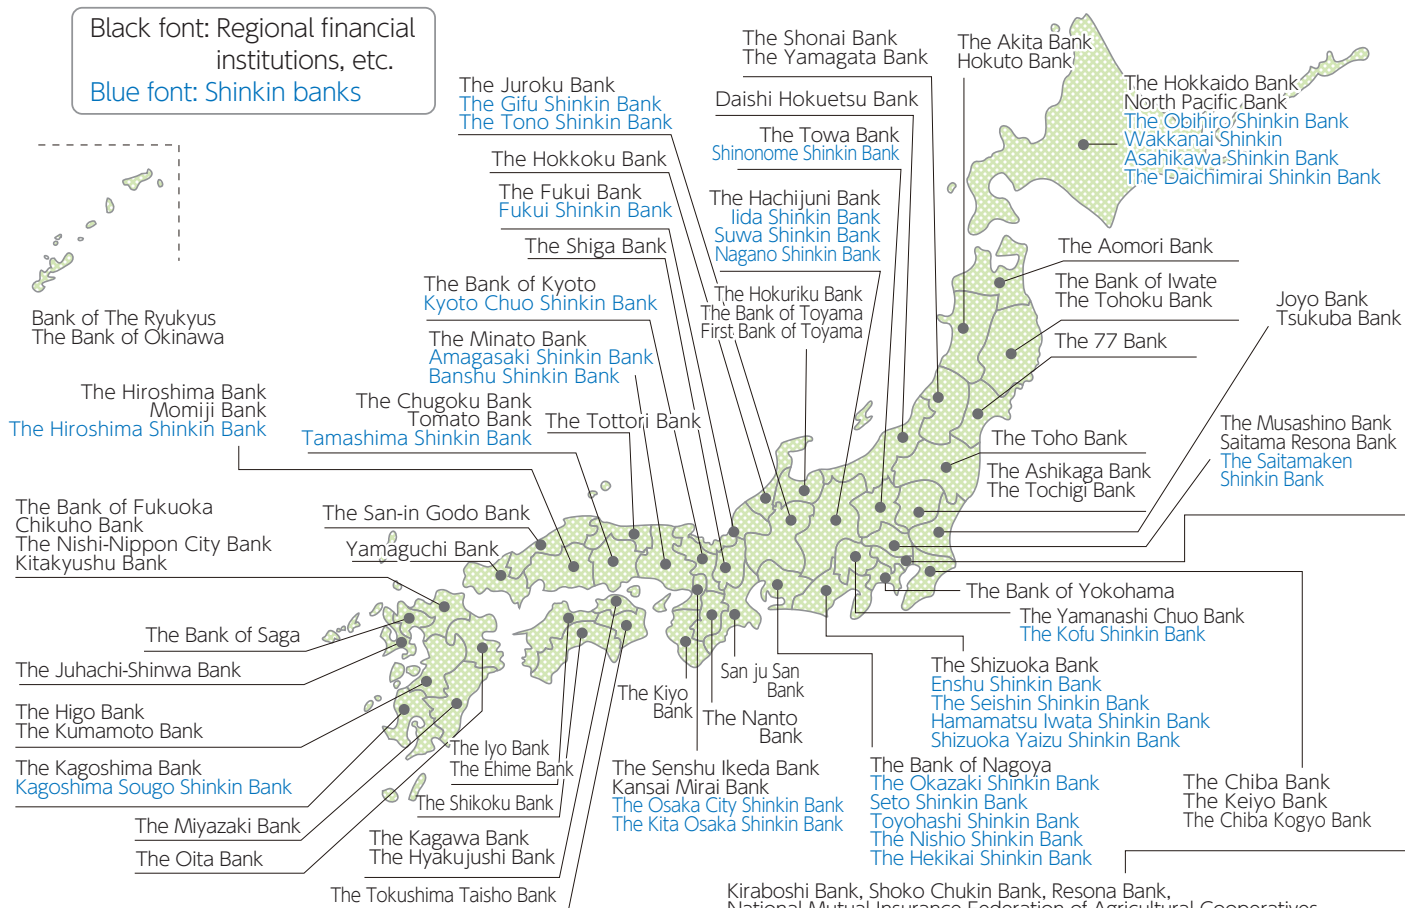 Black font: Regional financial
institutions, etc.
Blue font: Shinkin banks
The Juroku Bank
The Gifu Shinkin Bank
The Tono Shinkin Bank
The Hokkoku Bank
The Fukui Bank
Fukui Shinkin Bank
The Shiga Bank
The Bank of Kyoto
Kyoto Chuo Shinkin Bank
The Minato Bank
Amagasaki Shinkin Bank
Banshu Shinkin Bank
The Chugoku Bank
Tomato Bank
Tamashima Shinkin Bank
The Tottori Bank
The Shonai Bank
The Yamagata Bank
Daishi Hokuetsu Bank
The Towa Bank
Shinonome Shinkin Bank
The Hachijuni Bank
Iida Shinkin Bank
Suwa Shinkin Bank
Nagano Shinkin Bank
The Hokuriku Bank
The Bank of Toyama
First Bank of Toyama
The Akita Bank
Hokuto Bank
The Hokkaido Bank
North Pacific Bank
The Obihiro Shinkin Bank
Wakkanai Shinkin
Asahikawa Shinkin Bank
The Daichimirai Shinkin Bank
The Aomori Bank
The Bank of Iwate
The Tohoku Bank
The 77 Bank
Joyo Bank
Tsukuba Bank
The Toho Bank
The Ashikaga Bank
The Tochigi Bank
The Musashino Bank
Saitama Resona Bank
The Saitamaken
Shinkin Bank
Bank of The Ryukyus
The Bank of Okinawa
The Hiroshima Bank
Momiji Bank
The Hiroshima Shinkin Bank
The San-in Godo Bank
Yamaguchi Bank
The Bank of Fukuoka
Chikuho Bank
The Nishi-Nippon City Bank
Kitakyushu Bank
The Bank of Saga
The Juhachi-Shinwa Bank
The Higo Bank
The Kumamoto Bank
The Kagoshima Bank
Kagoshima Sougo Shinkin Bank
The Miyazaki Bank
The Oita Bank
The Iyo Bank
The Ehime Bank
The Shikoku Bank
The Kagawa Bank
The Hyakujushi Bank
The Tokushima Taisho Bank
The Kiyo
Bank
The Nanto
Bank
San ju San
Bank
The Senshu Ikeda Bank
Kansai Mirai Bank
The Osaka City Shinkin Bank
The Kita Osaka Shinkin Bank
The Bank of Yokohama
The Yamanashi Chuo Bank
The Kofu Shinkin Bank
The Shizuoka Bank
Enshu Shinkin Bank
The Seishin Shinkin Bank
Hamamatsu Iwata Shinkin Bank
Shizuoka Yaizu Shinkin Bank
The Bank of Nagoya
The Okazaki Shinkin Bank
Seto Shinkin Bank
Toyohashi Shinkin Bank
The Nishio Shinkin Bank
The Hekikai Shinkin Bank
The Chiba Bank
The Keiyo Bank
The Chiba Kogyo Bank
Kiraboshi Bank, Shoko Chukin Bank, Resona Bank,
National Mutual Insurance Federation of Agricultural Cooperatives